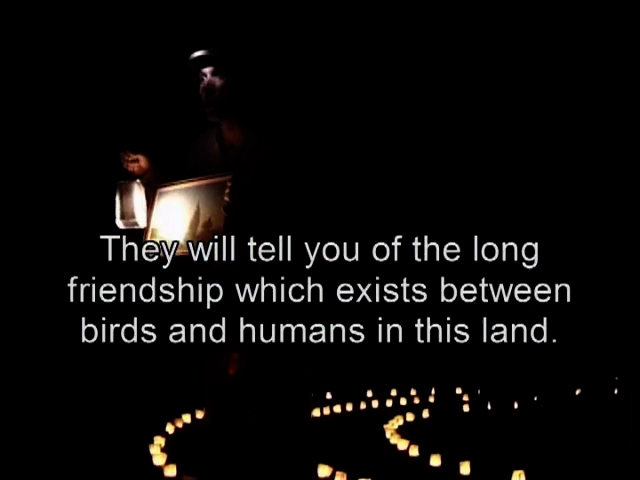 They will tell you of the long
friendship which exists between
birds and humans in this land.